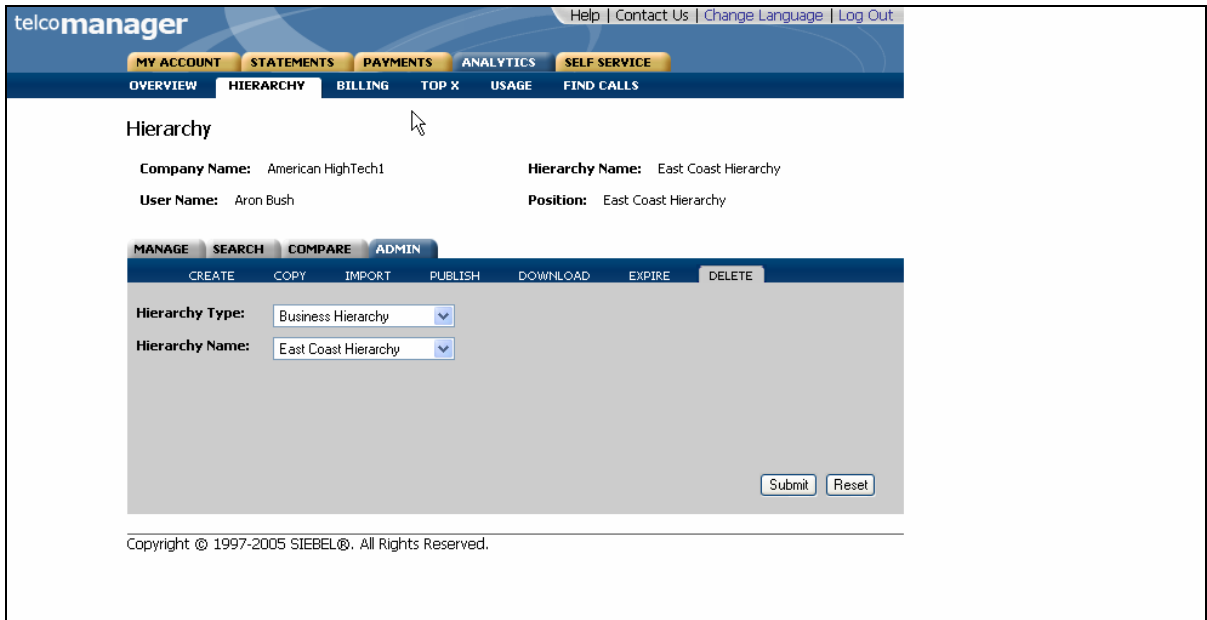 telcomanager
Help | Contact Us | Change Language | Log Out
MY ACCOUNT STATEMENTS PAYMENTS ANALYTICS SELF SERVICE
OVERVIEW HIERARCHY BILLING TOP X USAGE FIND CALLS
Hierarchy
Company Name: American HighTech1 Hierarchy Name: East Coast Hierarchy
User Name: Aron Bush Position: East Coast Hierarchy
MANAGE SEARCH COMPARE ADMIN
CREATE COPY IMPORT PUBLISH DOWNLOAD EXPIRE DELETE
Hierarchy Type: Business Hierarchy
Hierarchy Name: East Coast Hierarchy
Submit Reset
Copyright © 1997-2005 SIEBEL®. All Rights Reserved.